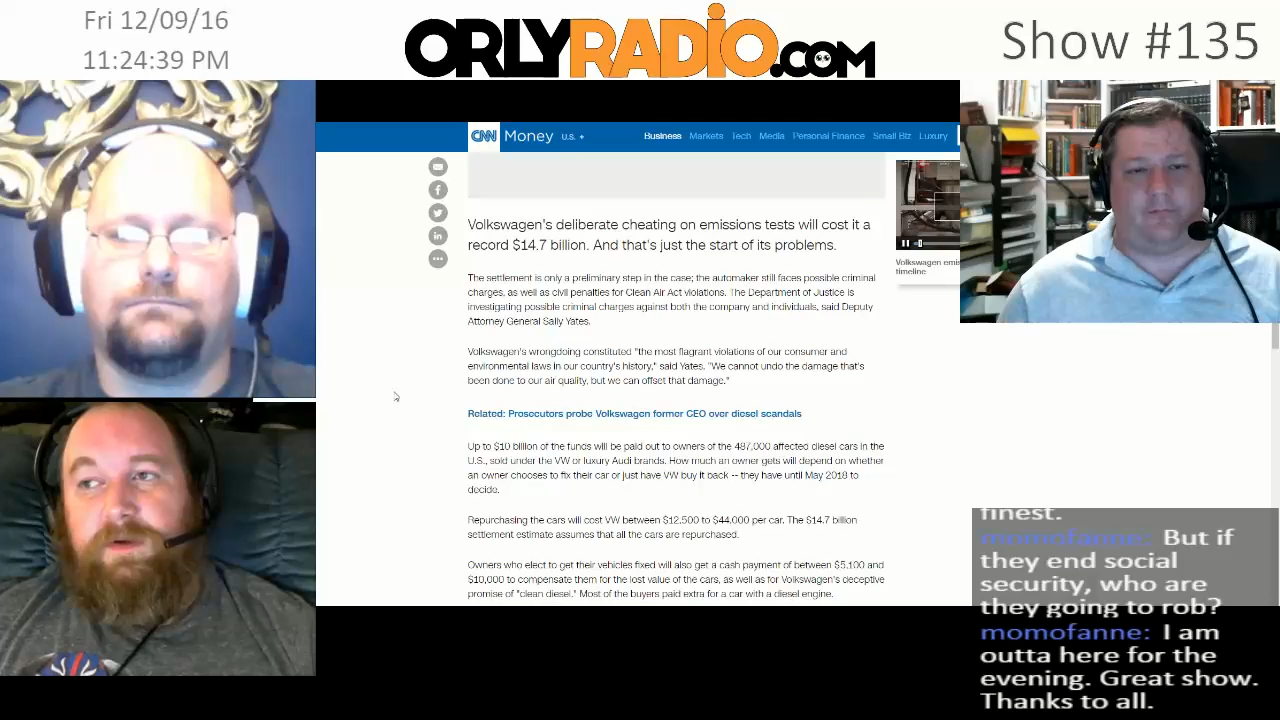 Fri 12/09/16
11:24:39 PM
ORLYRADiO.COM
Show #135
CNN Money U.S. +
Business Markets Tech Media Personal Finance Small Biz Luxury
Volkswagen's deliberate cheating on emissions tests will cost it a
record $14.7 billion. And that's just the start of its problems.
The settlement is only a preliminary step in the case; the automaker still faces possible criminal
charges, as well as civil penalties for Clean Air Act violations. The Department of Justice is
investigating possible criminal charges against both the company and individuals, said Deputy
Attorney General Sally Yates.
Volkswagen's wrongdoing constituted "the most flagrant violations of our consumer and
environmental laws in our country's history," said Yates. "We cannot undo the damage that's
been done to our air quality, but we can offset that damage."
Related: Prosecutors probe Volkswagen former CEO over diesel scandals
Up to $10 billion of the funds will be paid out to owners of the 487,000 affected diesel cars in the
U.S., sold under the VW or luxury Audi brands. How much an owner gets will depend on whether
an owner chooses to fix their car or just have VW buy it back -- they have until May 2018 to
decide.
Repurchasing the cars will cost VW between $12,500 to $44,000 per car. The $14.7 billion
settlement estimate assumes that all the cars are repurchased.
Owners who elect to get their vehicles fixed will also get a cash payment of between $5,100 and
$10,000 to compensate them for the lost value of the cars, as well as for Volkswagen's deceptive
promise of "clean diesel." Most of the buyers paid extra for a car with a diesel engine.
Volkswagen emis
timeline
finest.
momofanne: But if
they end social
security, who are
they going to rob?
momofanne: I am
outta here for the
evening. Great show.
Thanks to all.